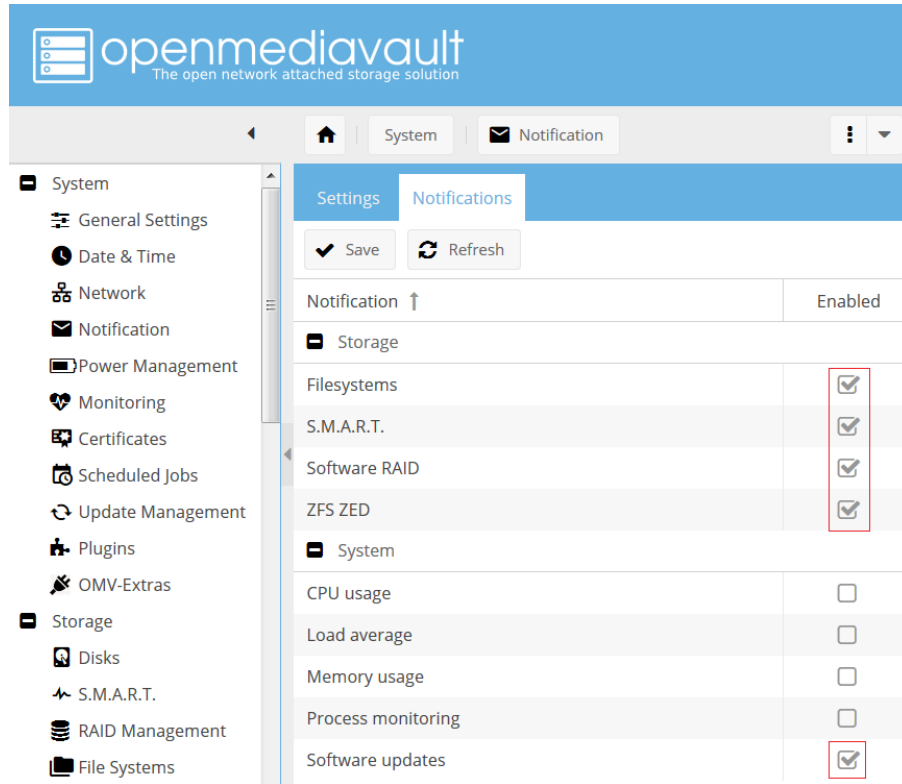 openmediavault
The open network attached storage solution
System
Notification
System
General Settings
Date & Time
Network
Notification
Power Management
Monitoring
Certificates
Scheduled Jobs
Update Management
Plugins
OMV-Extras
Storage
Disks
S.M.A.R.T.
RAID Management
File Systems
Settings
Notifications
Save
Refresh
Notification
Enabled
Storage
Filesystems
S.M.A.R.T.
Software RAID
ZFS ZED
System
CPU usage
Load average
Memory usage
Process monitoring
Software updates